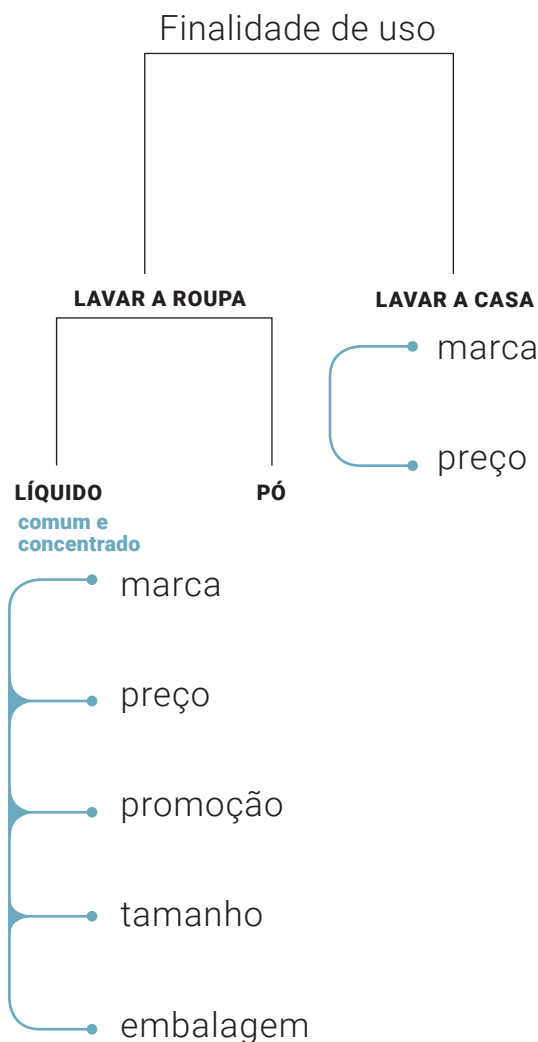 Finalidade de uso
LAVAR A ROUPA
LAVAR A CASA
marca
preço
LÍQUIDO
PÓ
comum e
concentrado
marca
preço
promoção
tamanho
embalagem